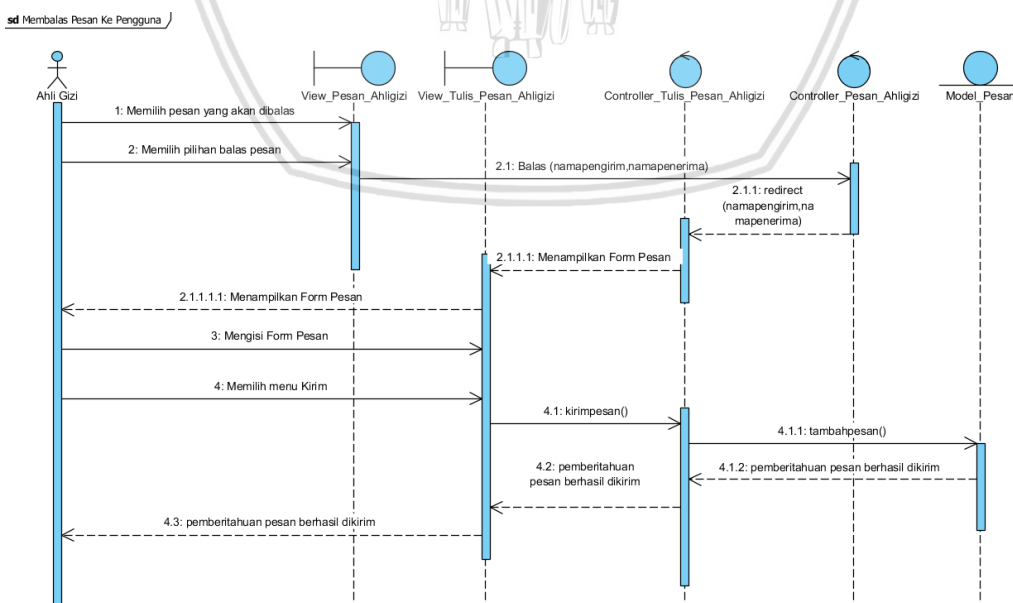 sd Membalas Pesan Ke Pengguna
Ahli Gizi
View_Pesan_Ahligizi
View_Tulis_Pesan_Ahligizi
Controller_Tulis_Pesan_Ahligizi
Controller_Pesan_Ahligizi
Model_Pesan
1: Memilih pesan yang akan dibalas
2: Memilih pilihan balas pesan
2.1: Balas (namapengirim,namapenerima)
2.1.1: redirect
(namapengirim,na
mapenerima)
2.1.1.1: Menampilkan Form Pesan
2.1.1.1.1: Menampilkan Form Pesan
3: Mengisi Form Pesan
4: Memilih menu Kirim
4.1: kirimpesan()
4.1.1: tambahpesan()
4.1.2: pemberitahuan pesan berhasil dikirim
4.2: pemberitahuan
pesan berhasil dikirim
4.3: pemberitahuan pesan berhasil dikirim